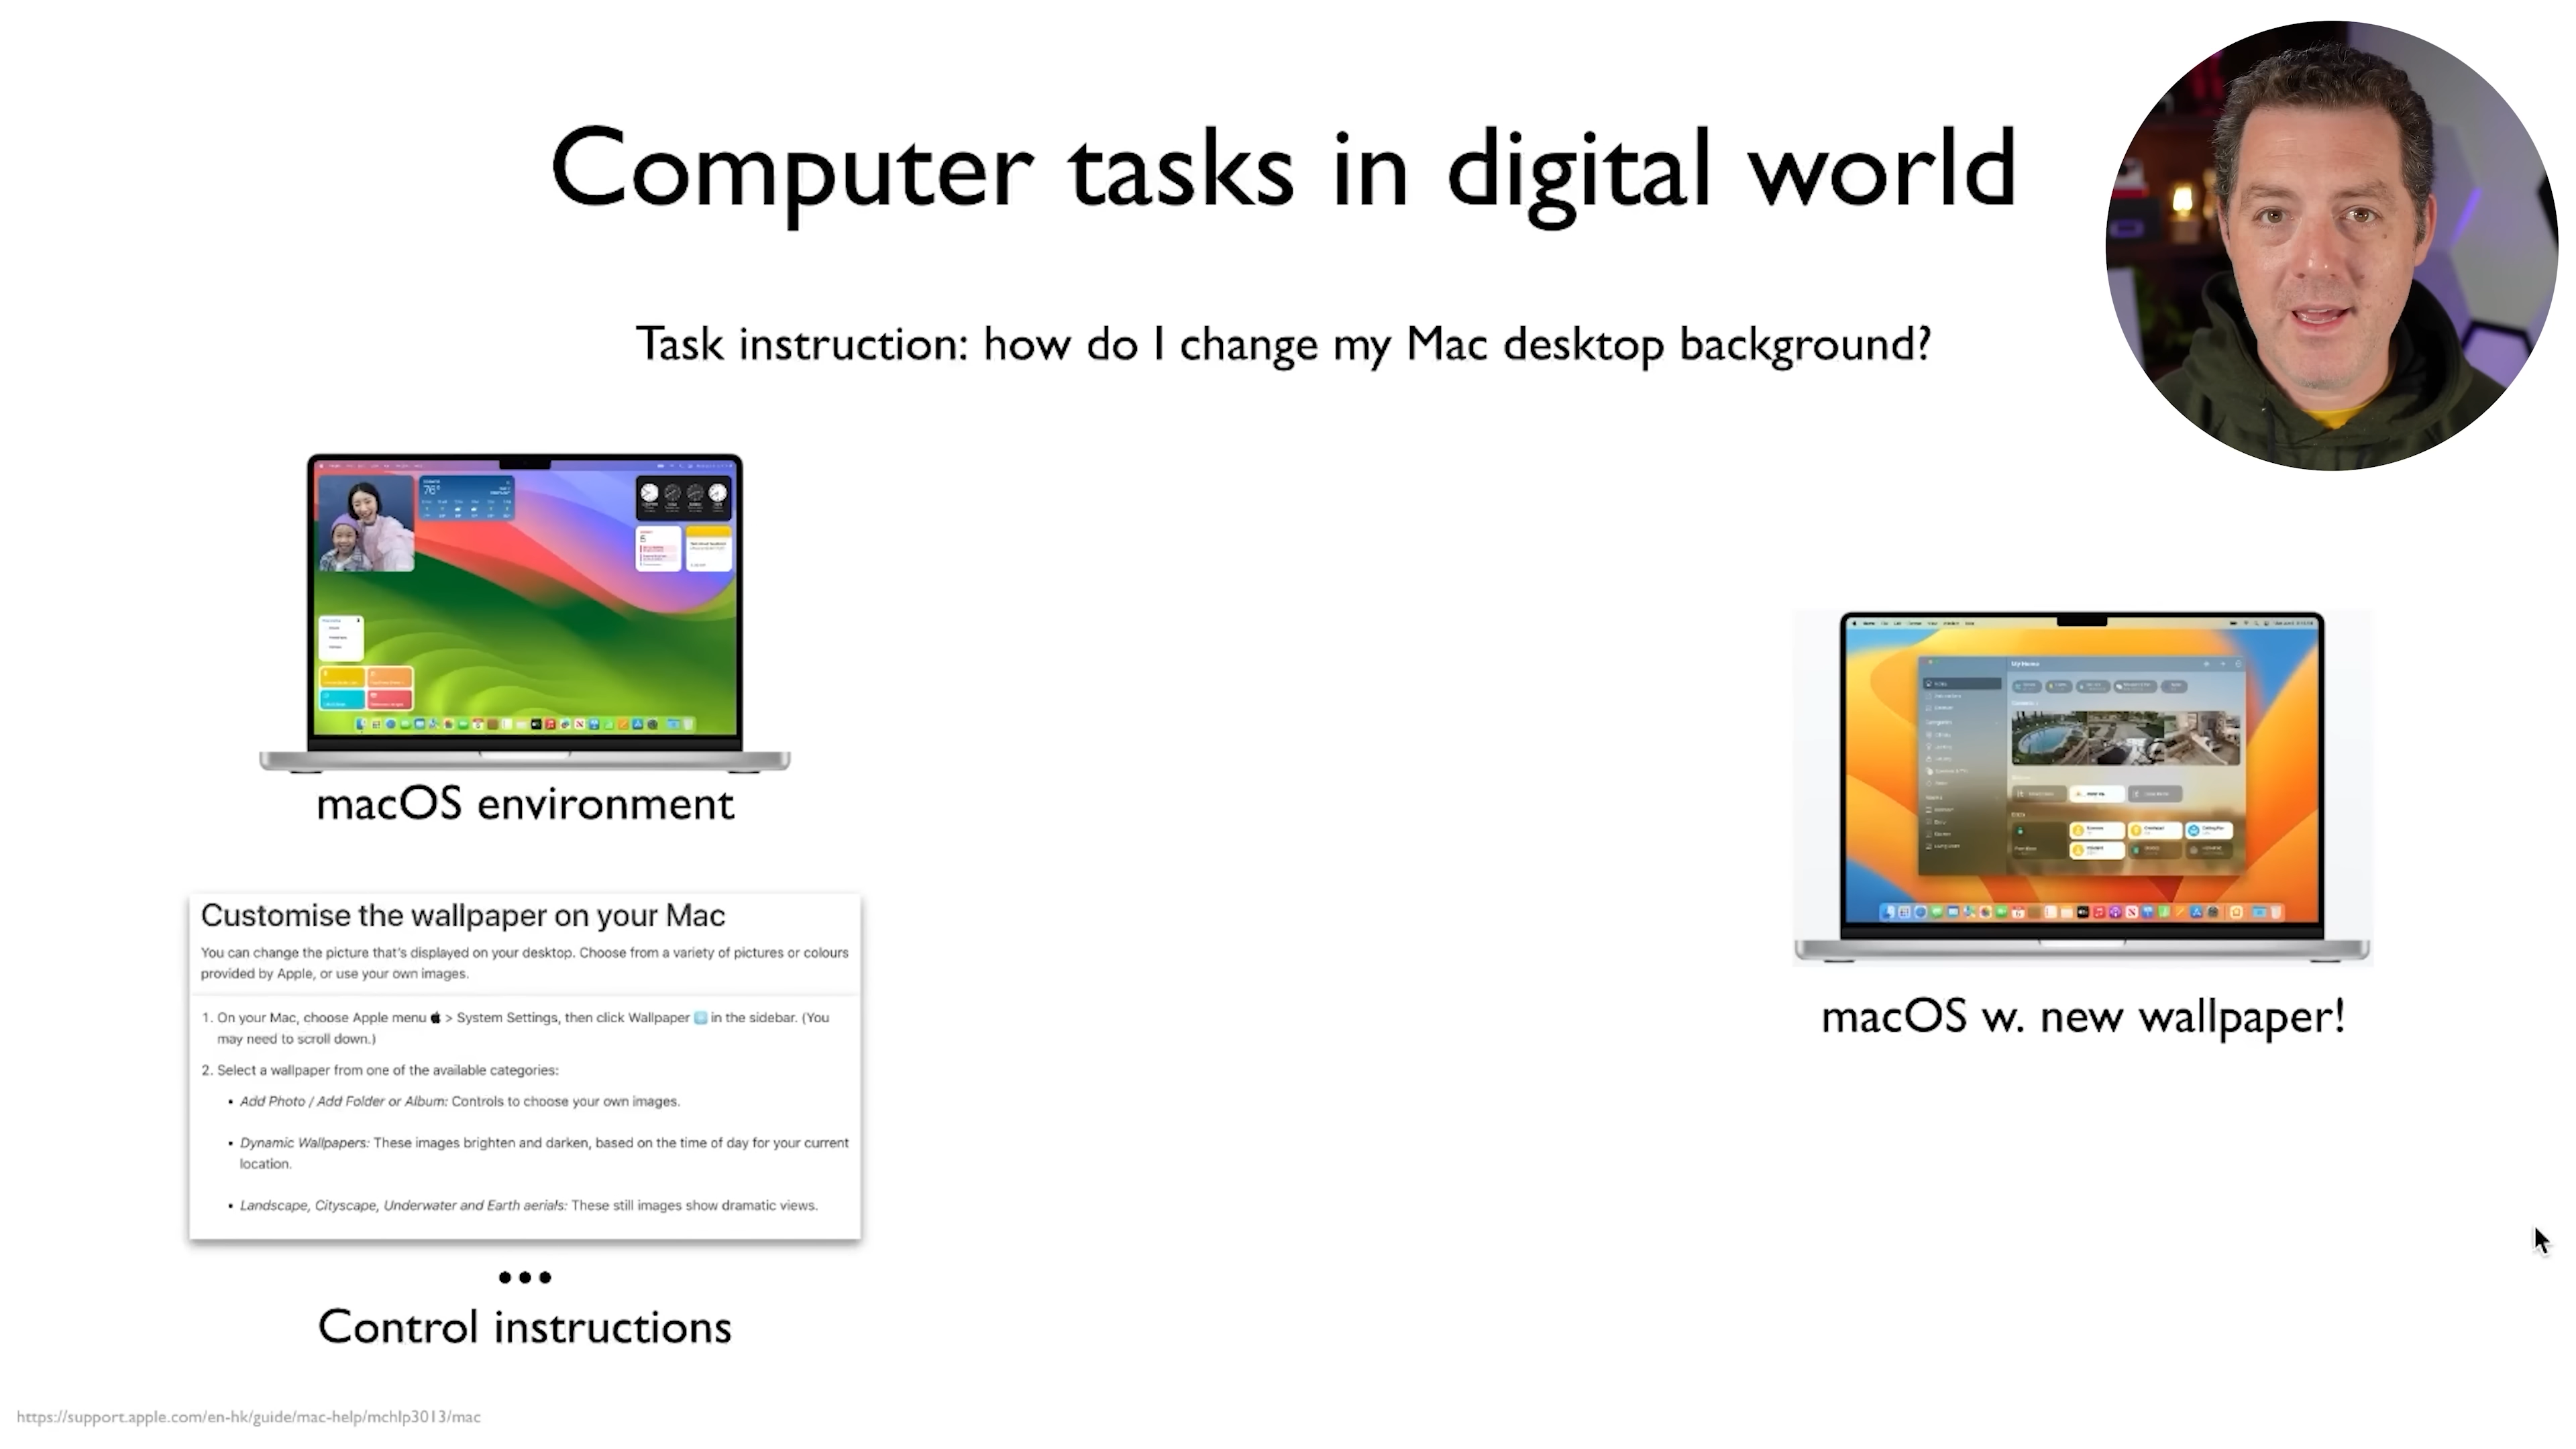 Computer tasks in digital world
Task instruction: how do I change my Mac desktop background?
76°
macOS environment
My Home
macOS w. new wallpaper!
Customise the wallpaper on your Mac
You can change the picture that's displayed on your desktop. Choose from a variety of pictures or colours
provided by Apple, or use your own images.
1. On your Mac, choose Apple menu > System Settings, then click Wallpaper in the sidebar. (You
may need to scroll down.)
2. Select a wallpaper from one of the available categories:
• Add Photo / Add Folder or Album: Controls to choose your own images.
• Dynamic Wallpapers: These images brighten and darken, based on the time of day for your current
location.
• Landscape, Cityscape, Underwater and Earth aerials: These still images show dramatic views.
•••
Control instructions
https://support.apple.com/en-hk/guide/mac-help/mchlp3013/mac